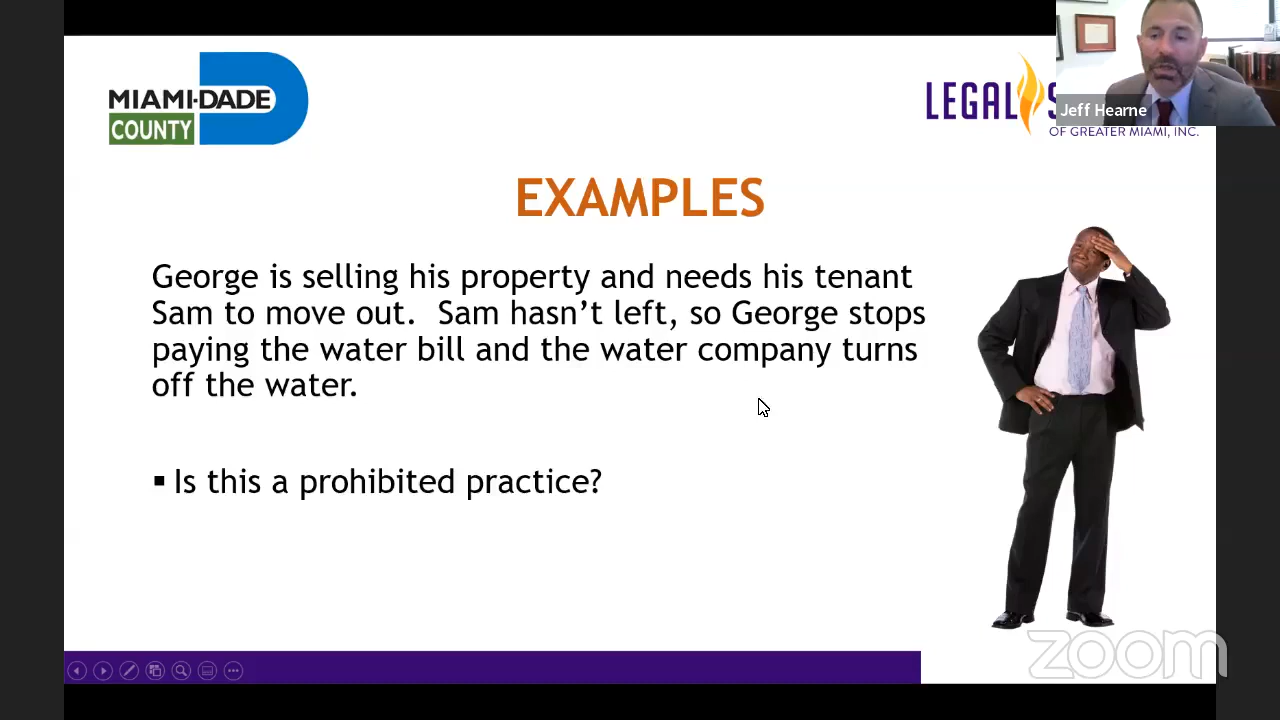 MIAMI-DADE
COUNTY
LEGAL S
OF GREATER MIAMI, INC.
Jeff Hearne
EXAMPLES
George is selling his property and needs his tenant
Sam to move out.  Sam hasn’t left, so George stops
paying the water bill and the water company turns
off the water.
▪ Is this a prohibited practice?
zoom